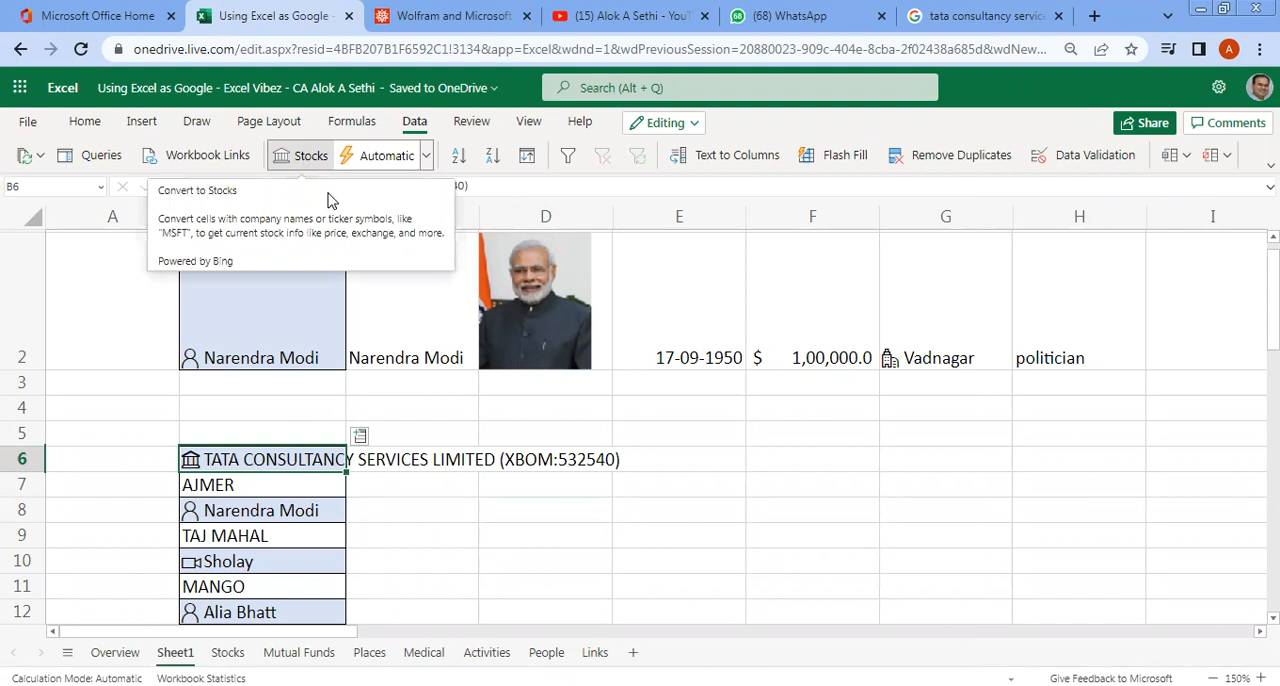 Microsoft Office Home
Using Excel as Google -
Wolfram and Microsoft
(15) Alok A Sethi - YouT
(68) WhatsApp
tata consultancy service
onedrive.live.com/edit.aspx?resid=4BFB207B1F6592C1!3134&app=Excel&wdnd=1&wdPreviousSession=20880023-909c-404e-8cba-2f02438a685d&wdNew...
A
Excel
Using Excel as Google - Excel Vibez - CA Alok A Sethi - Saved to OneDrive
Search (Alt + Q)
File Home Insert Draw Page Layout Formulas Data Review View Help Editing Share Comments
Queries Workbook Links Stocks Automatic Text to Columns Flash Fill Remove Duplicates Data Validation
B6
40)
Convert to Stocks
Convert cells with company names or ticker symbols, like
"MSFT", to get current stock info like price, exchange, and more.
Powered by Bing
A D E F G H I
2 Narendra Modi Narendra Modi 17-09-1950 $ 1,00,000.0 Vadnagar politician
3
4
5
6 TATA CONSULTANCY SERVICES LIMITED (XBOM:532540)
7 AJMER
8 Narendra Modi
9 TAJ MAHAL
10 Sholay
11 MANGO
12 Alia Bhatt
Overview Sheet1 Stocks Mutual Funds Places Medical Activities People Links
Calculation Mode: Automatic Workbook Statistics Give Feedback to Microsoft 150%